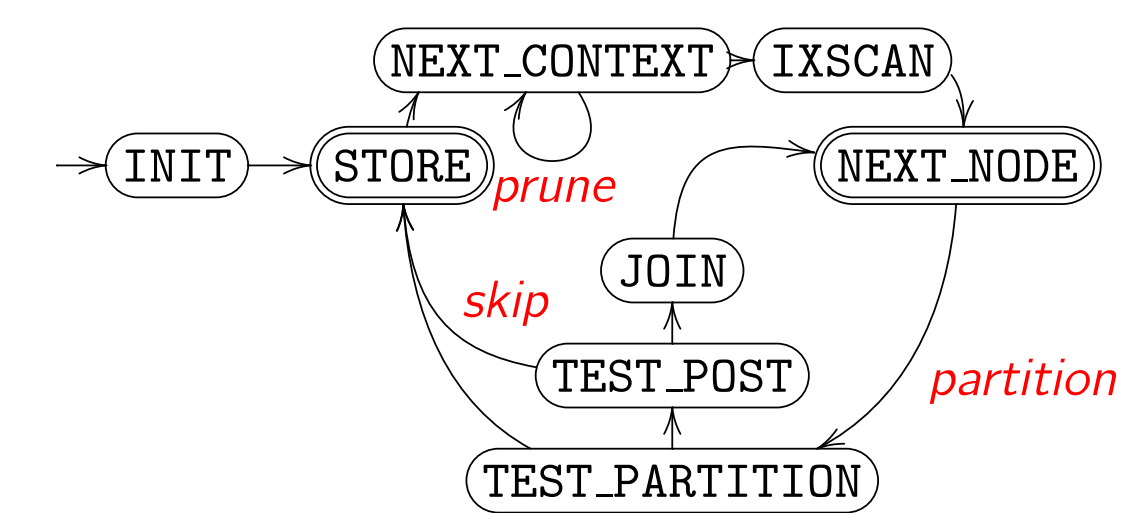 NEXT_CONTEXT
IXSCAN
INIT
STORE
NEXT_NODE
prune
JOIN
skip
TEST_POST
partition
TEST_PARTITION